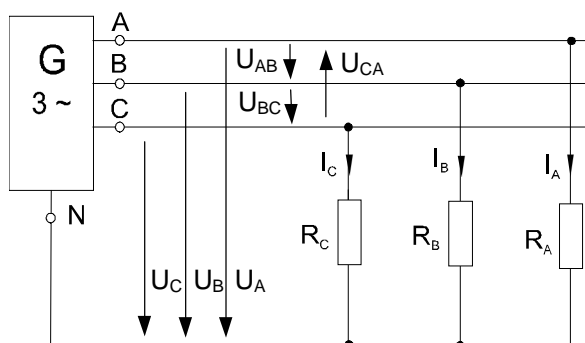 A
G
3 ~
B
C
U_AB
U_CA
U_BC
N
I_C
I_B
I_A
R_C
R_B
R_A
U_C U_B U_A